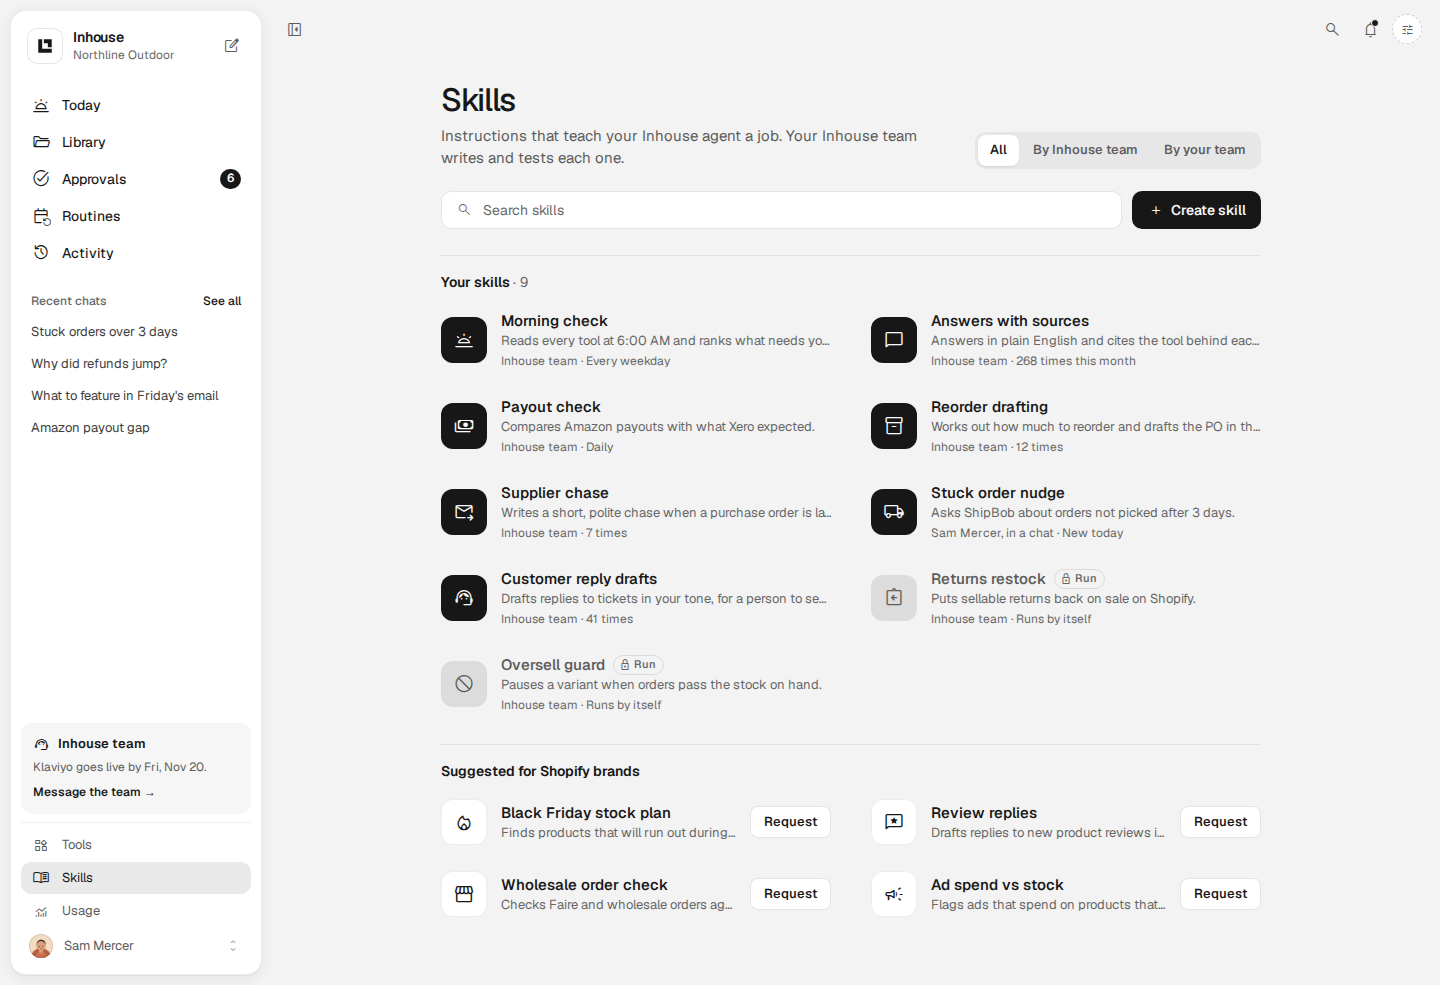 Inhouse
Northline Outdoor
Today
Library
Approvals
6
Routines
Activity
Recent chats
See all
Stuck orders over 3 days
Why did refunds jump?
What to feature in Friday's email
Amazon payout gap
Inhouse team
Klaviyo goes live by Fri, Nov 20.
Message the team →
Tools
Skills
Usage
Sam Mercer
Skills
Instructions that teach your Inhouse agent a job. Your Inhouse team
writes and tests each one.
All
By Inhouse team
By your team
Search skills
+ Create skill
Your skills · 9
Morning check
Reads every tool at 6:00 AM and ranks what needs yo…
Inhouse team · Every weekday
Answers with sources
Answers in plain English and cites the tool behind eac…
Inhouse team · 268 times this month
Payout check
Compares Amazon payouts with what Xero expected.
Inhouse team · Daily
Reorder drafting
Works out how much to reorder and drafts the PO in th…
Inhouse team · 12 times
Supplier chase
Writes a short, polite chase when a purchase order is la…
Inhouse team · 7 times
Stuck order nudge
Asks ShipBob about orders not picked after 3 days.
Sam Mercer, in a chat · New today
Customer reply drafts
Drafts replies to tickets in your tone, for a person to se…
Inhouse team · 41 times
Returns restock
Run
Puts sellable returns back on sale on Shopify.
Inhouse team · Runs by itself
Oversell guard
Run
Pauses a variant when orders pass the stock on hand.
Inhouse team · Runs by itself
Suggested for Shopify brands
Black Friday stock plan
Finds products that will run out during…
Request
Review replies
Drafts replies to new product reviews i…
Request
Wholesale order check
Checks Faire and wholesale orders ag…
Request
Ad spend vs stock
Flags ads that spend on products that…
Request